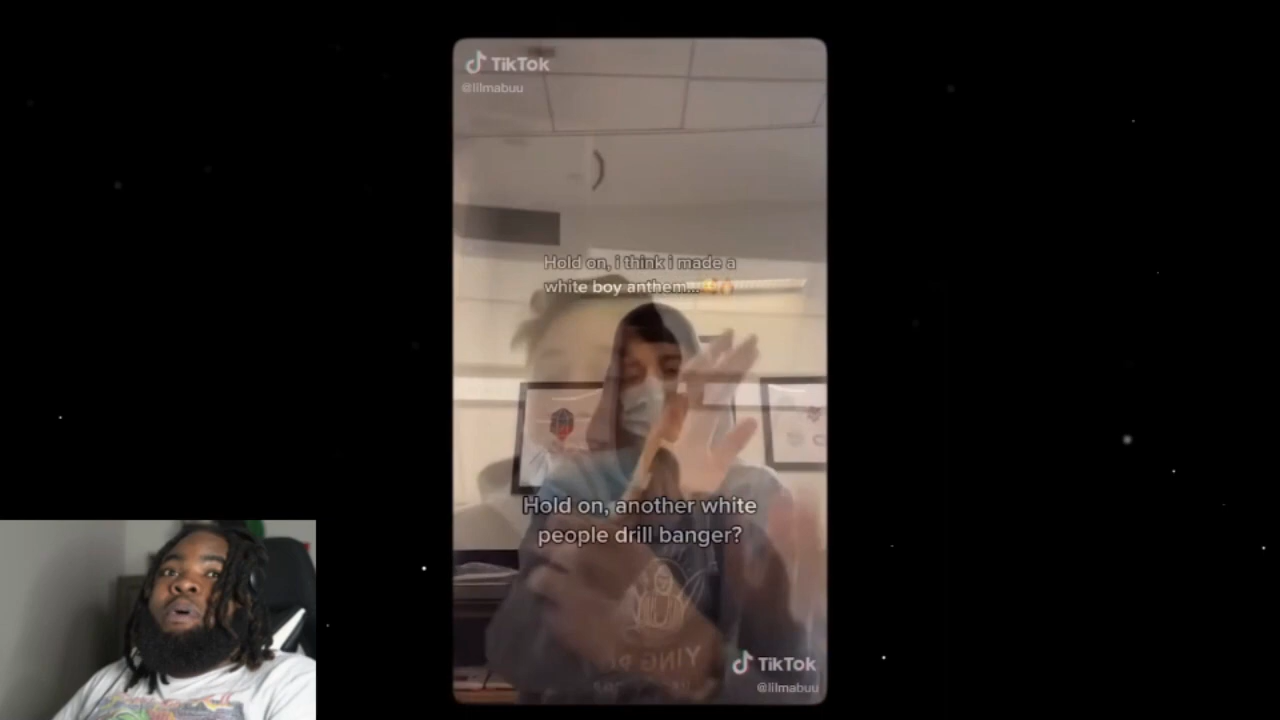 TikTok
@lilmabuu
Hold on, i think i made a
white boy anthem...
Hold on, another white
people drill banger?
TikTok
@lilmabuu